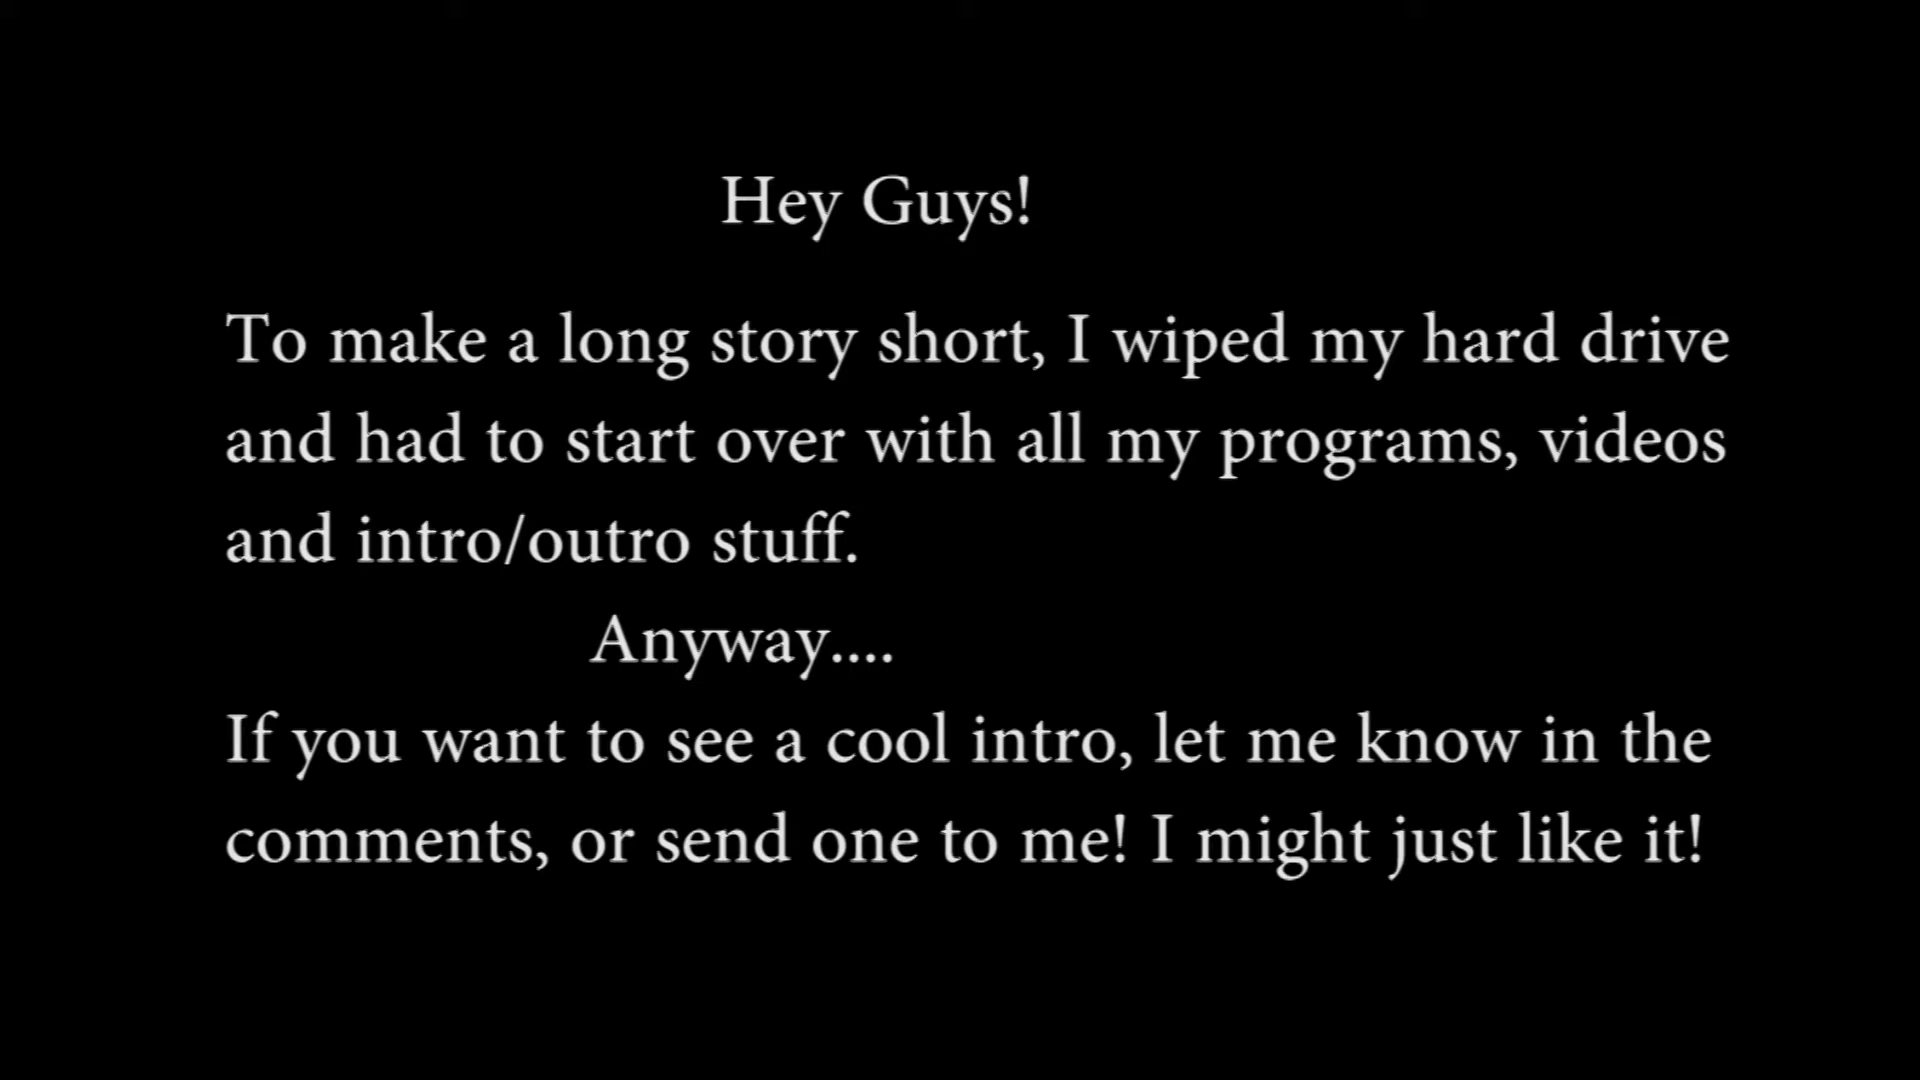 Hey Guys!
To make a long story short, I wiped my hard drive
and had to start over with all my programs, videos
and intro/outro stuff.
Anyway....
If you want to see a cool intro, let me know in the
comments, or send one to me! I might just like it!